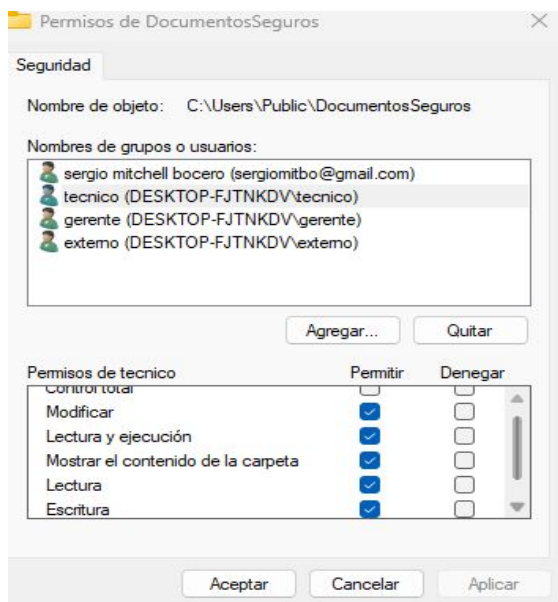 Permisos de DocumentosSeguros
Seguridad
Nombre de objeto: C:\Users\Public\DocumentosSeguros
Nombres de grupos o usuarios:
sergio mitchell bocero (sergiomitbo@gmail.com)
tecnico (DESKTOP-FJTNKDV\tecnico)
gerente (DESKTOP-FJTNKDV\gerente)
externo (DESKTOP-FJTNKDV\externo)
Agregar... Quitar
Permisos de tecnico Permitir Denegar
Control total
Modificar
Lectura y ejecución
Mostrar el contenido de la carpeta
Lectura
Escritura
Aceptar Cancelar Aplicar